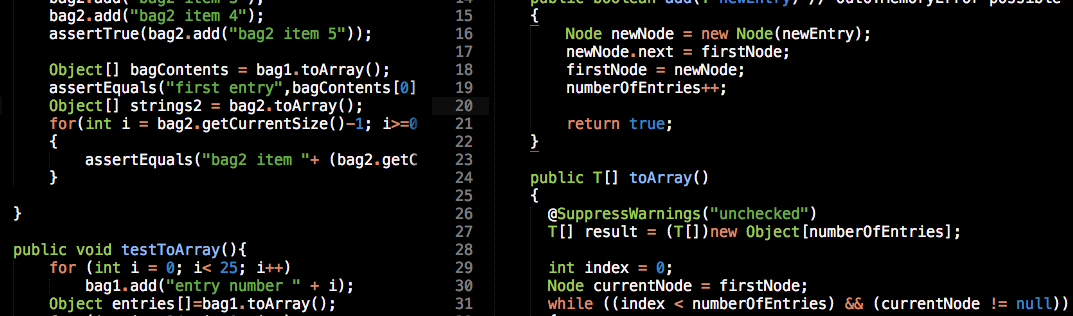 bag2.add("bag2 item 3");
bag2.add("bag2 item 4");
assertTrue(bag2.add("bag2 item 5"));
Object[] bagContents = bag1.toArray();
assertEquals("first entry",bagContents[0]
Object[] strings2 = bag2.toArray();
for(int i = bag2.getCurrentSize()-1; i>=0
{
assertEquals("bag2 item "+ (bag2.getC
}
}
public void testToArray(){
for (int i = 0; i< 25; i++)
bag1.add("entry number " + i);
Object entries[]=bag1.toArray();
14 public boolean add(T newEntry) // OutOfMemoryError possible
15 {
16 Node newNode = new Node(newEntry);
17 newNode.next = firstNode;
18 firstNode = newNode;
19 numberOfEntries++;
20
21 return true;
22 }
23
24 public T[] toArray()
25 {
26 @SuppressWarnings("unchecked")
27 T[] result = (T[])new Object[numberOfEntries];
28
29 int index = 0;
30 Node currentNode = firstNode;
31 while ((index < numberOfEntries) && (currentNode != null))
{